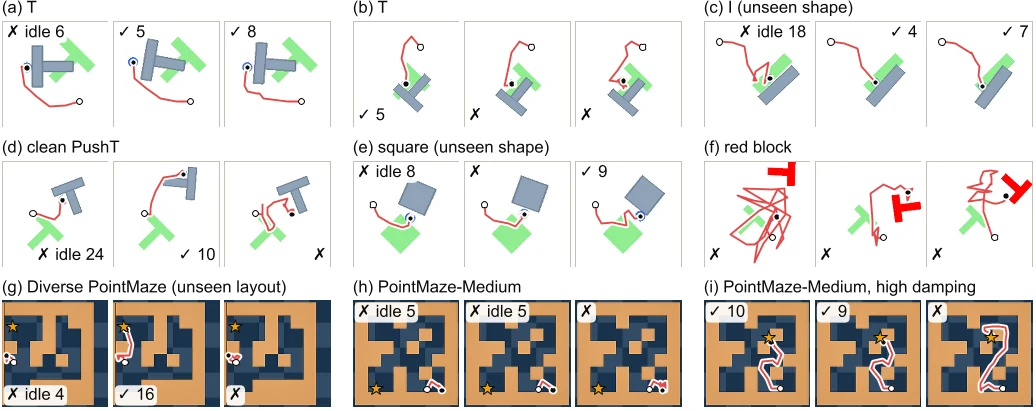 (a) T
(b) T
(c) I (unseen shape)
✗ idle 6
✓ 5
✓ 8
✓ 5
✗
✗
✗ idle 18
✓ 4
✓ 7
(d) clean PushT
(e) square (unseen shape)
(f) red block
✗ idle 24
✓ 10
✗
✗ idle 8
✗
✓ 9
✗
✗
✗
(g) Diverse PointMaze (unseen layout)
(h) PointMaze-Medium
(i) PointMaze-Medium, high damping
✗ idle 4
✓ 16
✗
✗ idle 5
✗ idle 5
✗
✓ 10
✓ 9
✗